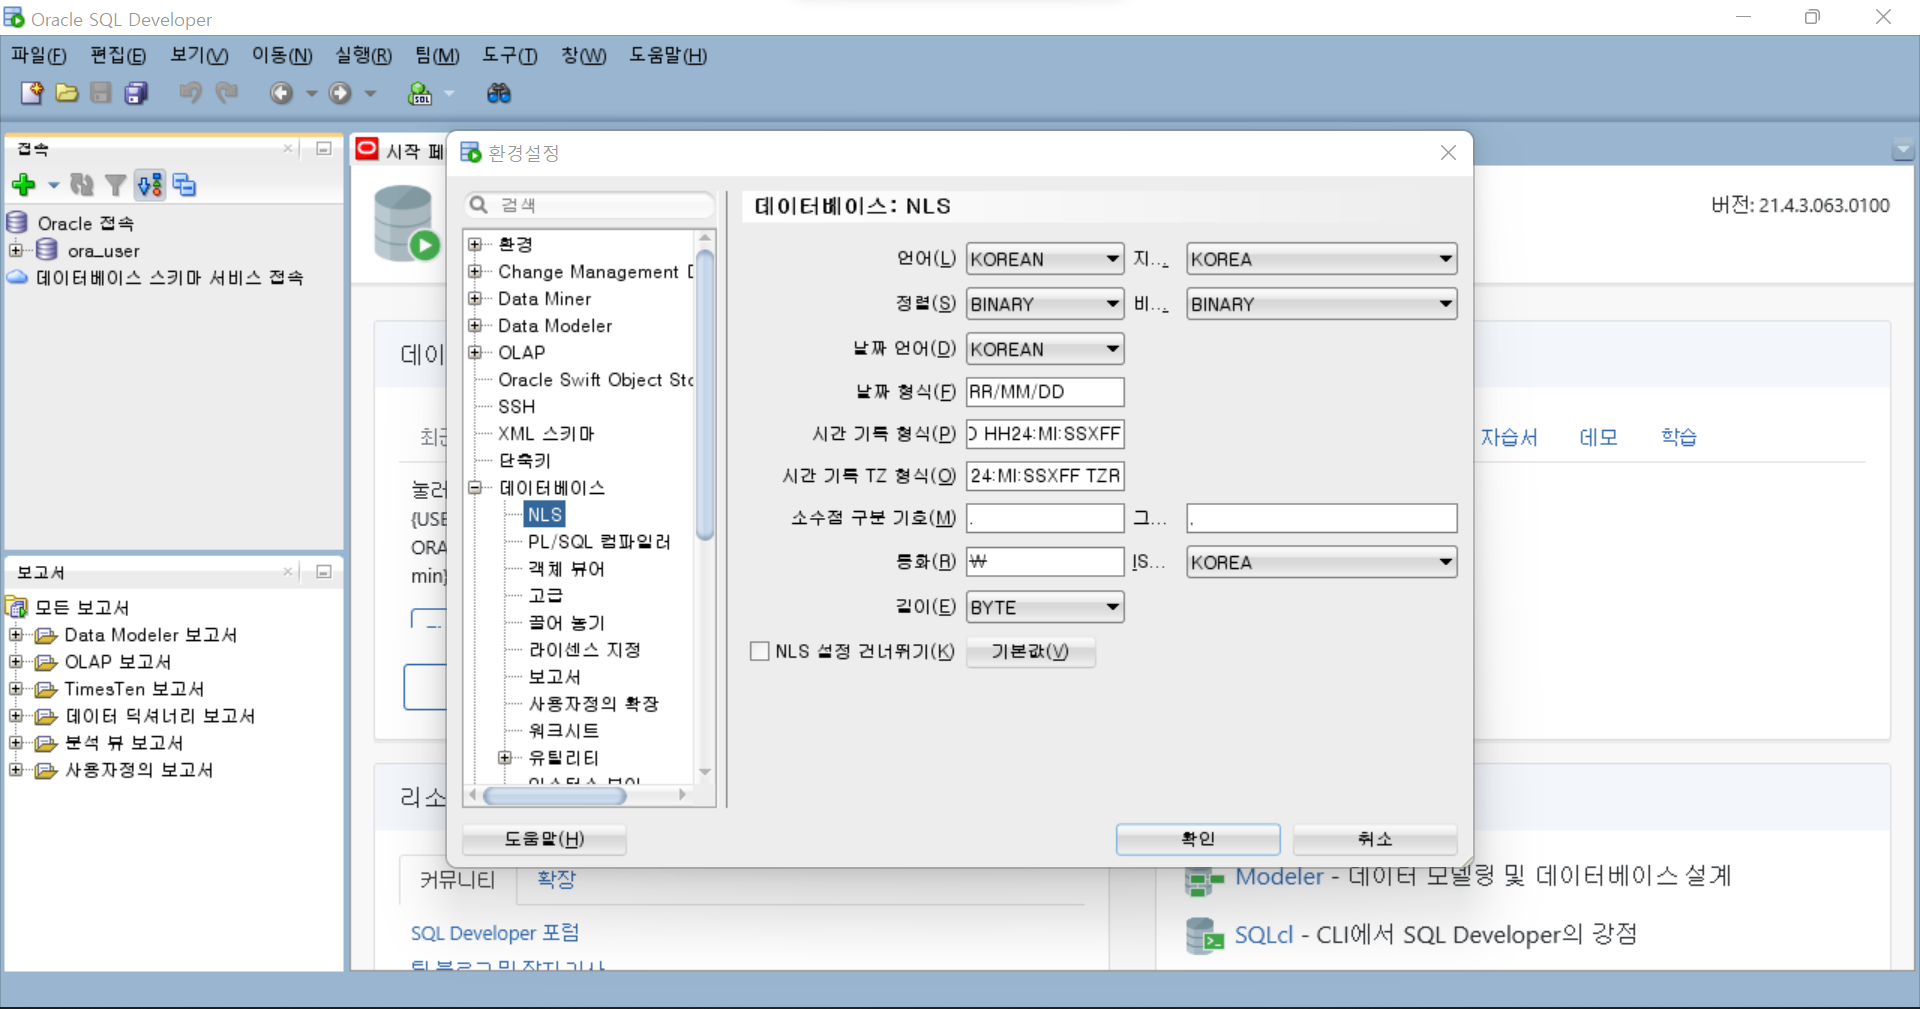 Oracle SQL Developer
파일(F) 편집(E) 보기(V) 이동(N) 실행(R) 팀(M) 도구(T) 창(W) 도움말(H)
접속
Oracle 접속
ora_user
데이터베이스 스키마 서비스 접속
보고서
모든 보고서
Data Modeler 보고서
OLAP 보고서
TimesTen 보고서
데이터 딕셔너리 보고서
분석 뷰 보고서
사용자정의 보고서
시작 페
버전: 21.4.3.063.0100
데이
최근
눌러
{USE
ORA
min}
자습서 데모 학습
리소
커뮤니티 확장
SQL Developer 포럼
Modeler - 데이터 모델링 및 데이터베이스 설계
SQLcl - CLI에서 SQL Developer의 강점
환경설정
검색
환경
Change Management
Data Miner
Data Modeler
OLAP
Oracle Swift Object Sto
SSH
XML 스키마
단축키
데이터베이스
NLS
PL/SQL 컴파일러
객체 뷰어
고급
끌어 놓기
라이센스 지정
보고서
사용자정의 확장
워크시트
유틸리티
데이터베이스: NLS
언어(L) KOREAN 지... KOREA
정렬(S) BINARY 비... BINARY
날짜 언어(D) KOREAN
날짜 형식(F) RR/MM/DD
시간 기록 형식(P) D HH24:MI:SSXFF
시간 기록 TZ 형식(O) 24:MI:SSXFF TZR
소수점 구분 기호(M) . 그... ,
통화(R) ₩ IS... KOREA
길이(E) BYTE
NLS 설정 건너뛰기(K) 기본값(V)
도움말(H) 확인 취소